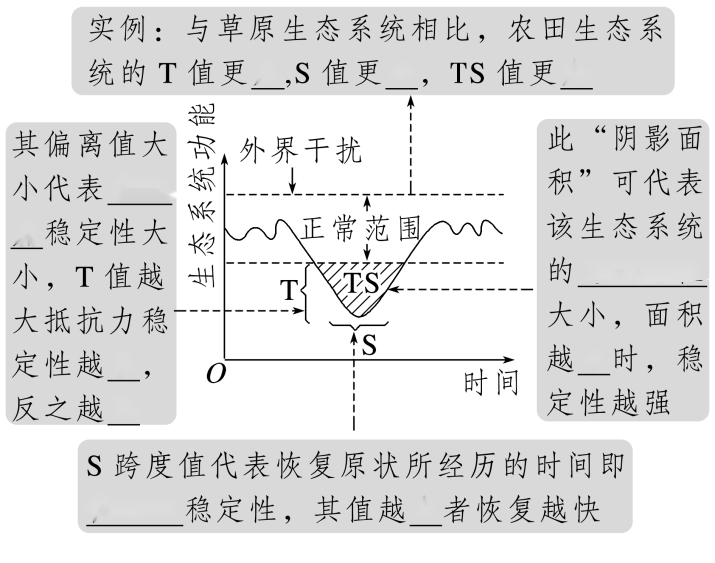 实例：与草原生态系统相比，农田生态系
统的T值更__,S值更__，TS值更__
其偏离值大
小代表____
__稳定性大
小，T值越
大抵抗力稳
定性越__，
反之越__
生态系统功能
外界干扰
正常范围
T
TS
S
O
时间
此“阴影面
积”可代表
该生态系统
的________
大小，面积
越__时，稳
定性越强
S跨度值代表恢复原状所经历的时间即
______稳定性，其值越__者恢复越快